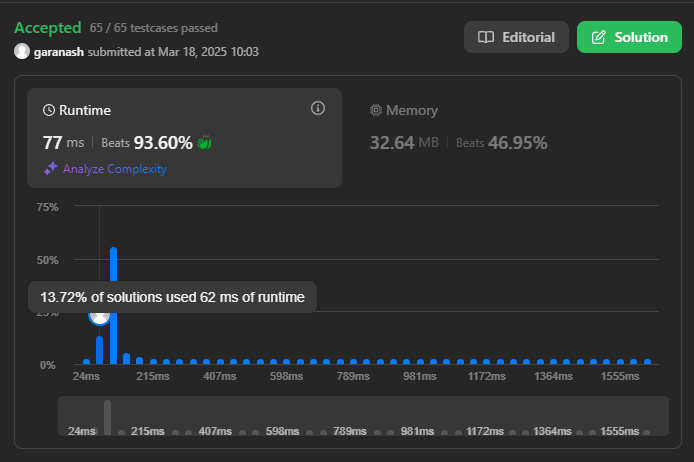 Accepted 65 / 65 testcases passed
garanash submitted at Mar 18, 2025 10:03
Editorial
Solution
Runtime
77 ms Beats 93.60%
Analyze Complexity
Memory
32.64 MB Beats 46.95%
75%
50%
13.72% of solutions used 62 ms of runtime
0%
24ms 215ms 407ms 598ms 789ms 981ms 1172ms 1364ms 1555ms
24ms 215ms 407ms 598ms 789ms 981ms 1172ms 1364ms 1555ms